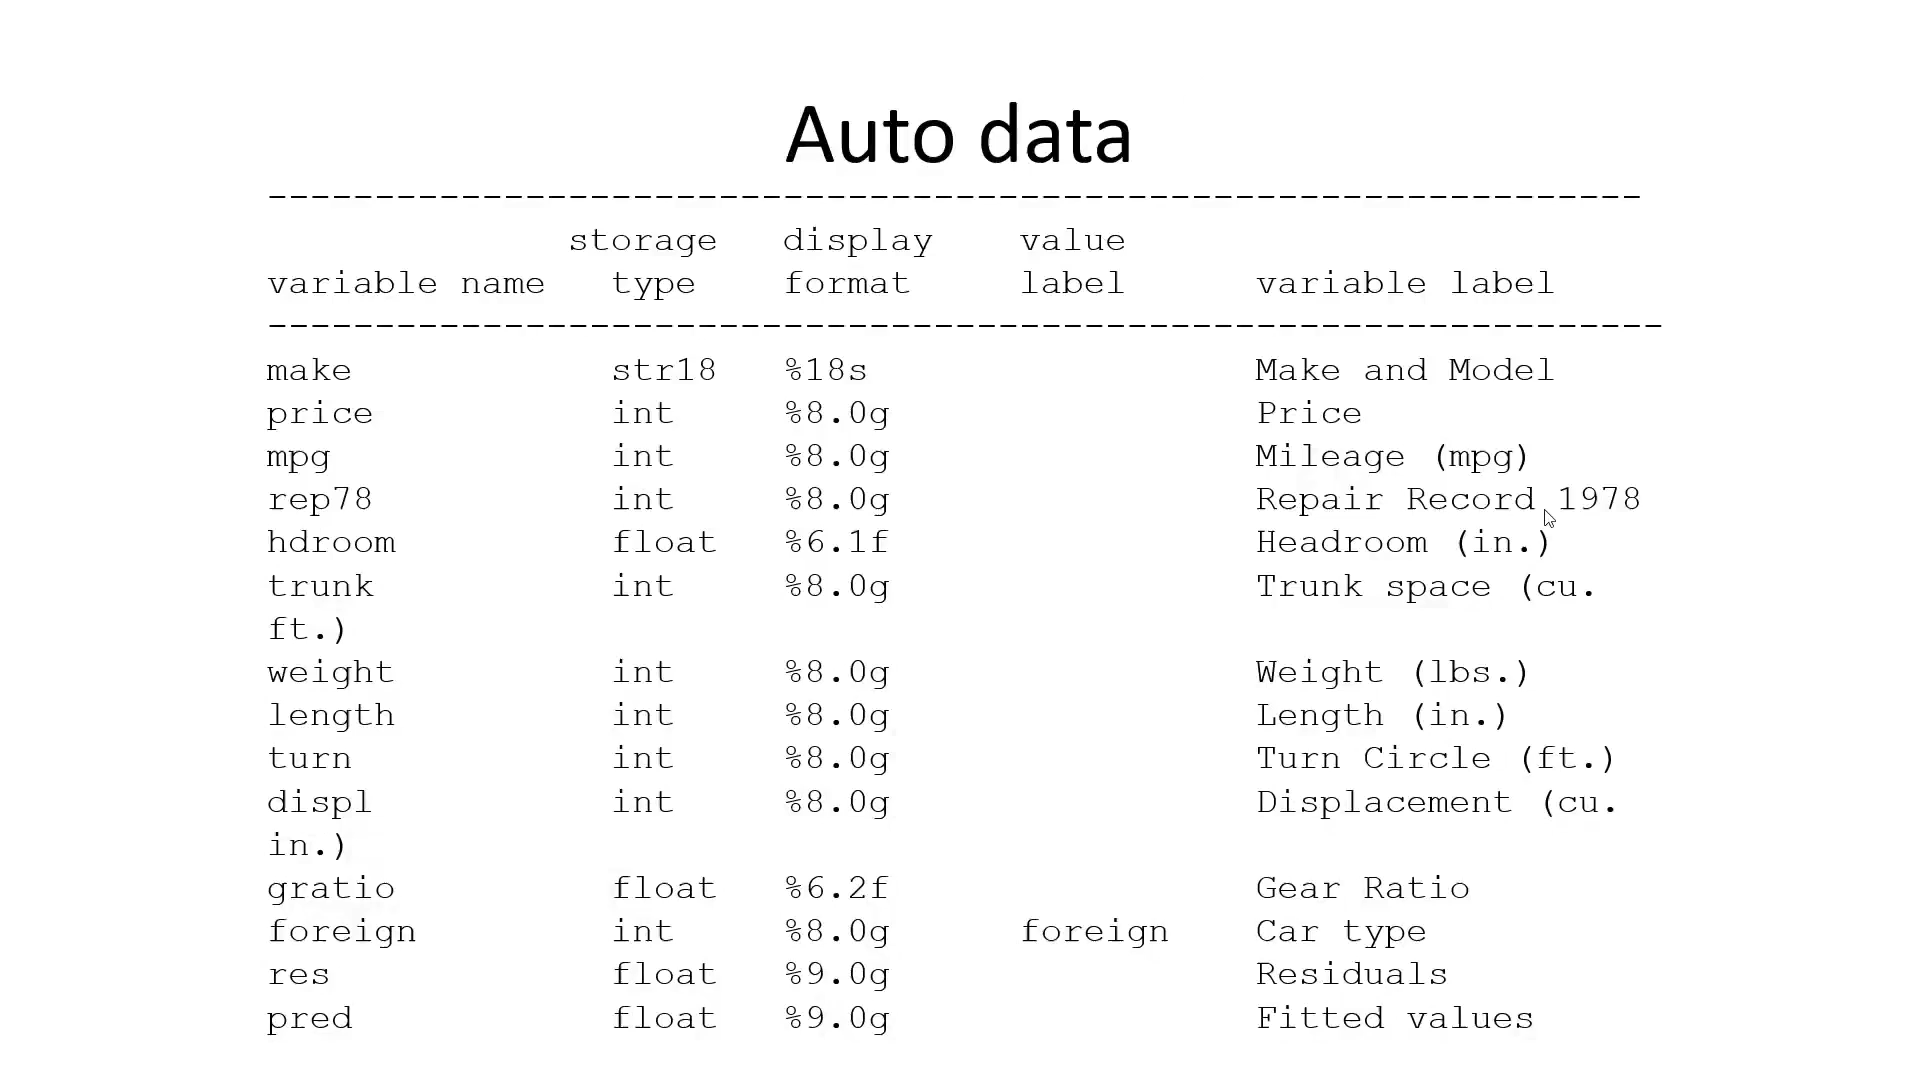 Auto data
-----------------------------------------------------------------
storage display value
variable name type format label variable label
------------------------------------------------------------------
make str18 %18s Make and Model
price int %8.0g Price
mpg int %8.0g Mileage (mpg)
rep78 int %8.0g Repair Record 1978
hdroom float %6.1f Headroom (in.)
trunk int %8.0g Trunk space (cu.
ft.)
weight int %8.0g Weight (lbs.)
length int %8.0g Length (in.)
turn int %8.0g Turn Circle (ft.)
displ int %8.0g Displacement (cu.
in.)
gratio float %6.2f Gear Ratio
foreign int %8.0g foreign Car type
res float %9.0g Residuals
pred float %9.0g Fitted values